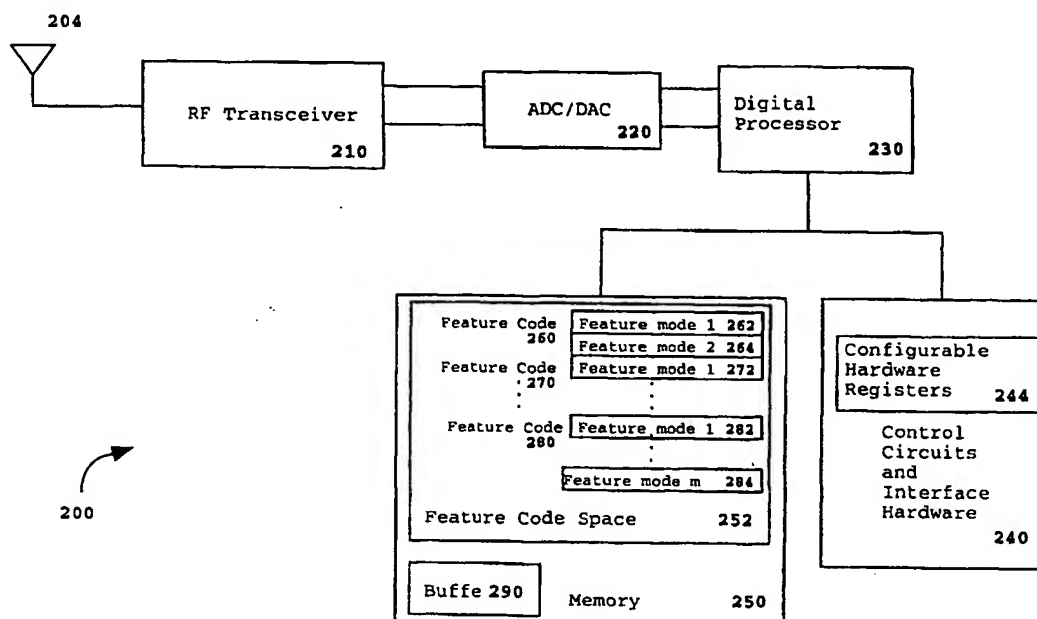 204
RF Transceiver
210
ADC/DAC
220
Digital
Processor
230
Feature Code
260
Feature mode 1 262
Feature mode 2 264
Feature Code
270
Feature mode 1 272
Feature Code
280
Feature mode 1 282
Feature mode m 284
Feature Code Space 252
Buffe 290
Memory 250
Configurable
Hardware
Registers 244
Control
Circuits
and
Interface
Hardware
240
200